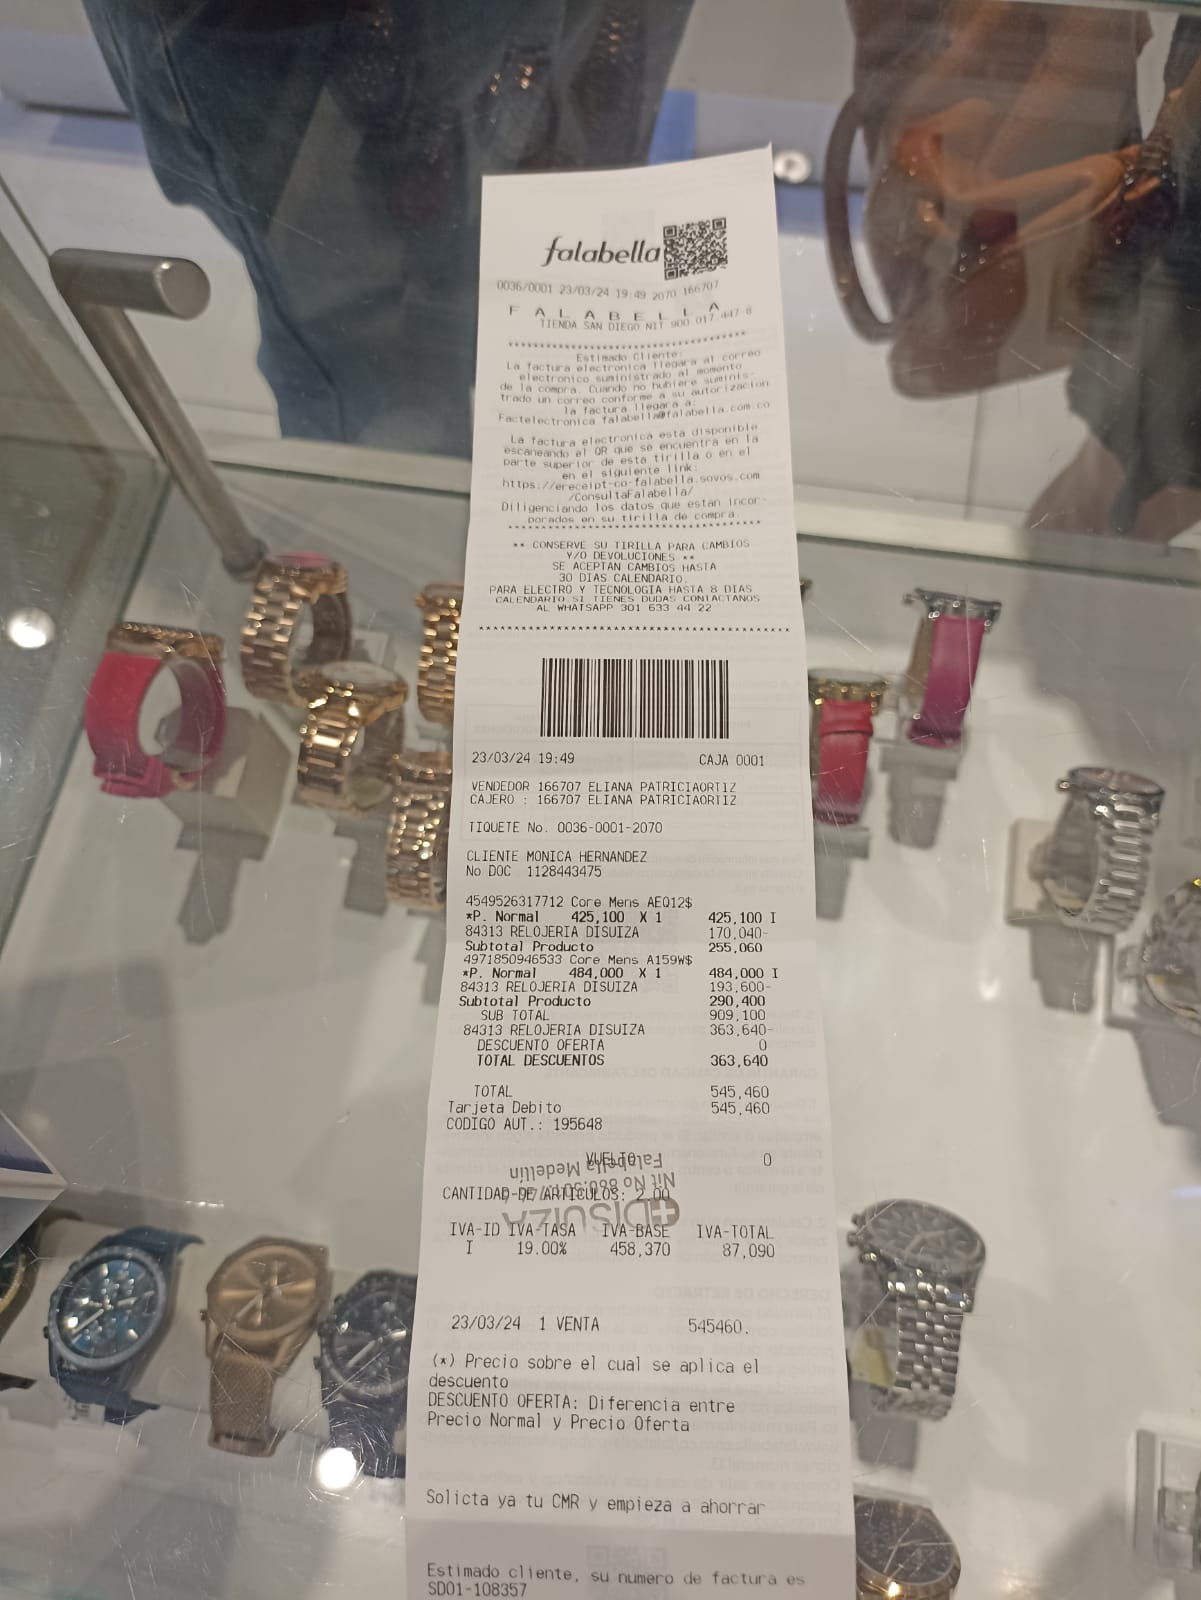 falabella
0036/0001 23/03/24 19:49 2070 166707
F A L A B E L L A
TIENDA SAN DIEGO NIT 900.017.447-8
Estimado Cliente:
La factura electronica llegara al correo
electronico suministrado al momento
de la compra. Cuando no hubiere suminis-
trado un correo conforme a su autorizacion
la factura llegara a:
Factelectronica falabella@falabella.com.co
La factura electronica esta disponible
escaneando el QR que se encuentra en la
parte superior de esta tirilla o en el
en el siguiente link:
https://ereceipt-co-falabella.sovos.com
/ConsultaFalabella/
Diligenciando los datos que estan incor-
porados en su tirilla de compra.
** CONSERVE SU TIRILLA PARA CAMBIOS
Y/O DEVOLUCIONES **
SE ACEPTAN CAMBIOS HASTA
30 DIAS CALENDARIO.
PARA ELECTRO Y TECNOLOGIA HASTA 8 DIAS
CALENDARIO.SI TIENES DUDAS CONTACTANOS
AL WHATSAPP 301 633 44 22
23/03/24 19:49 CAJA 0001
VENDEDOR 166707 ELIANA PATRICIAORTIZ
CAJERO : 166707 ELIANA PATRICIAORTIZ
TIQUETE No. 0036-0001-2070
CLIENTE MONICA HERNANDEZ
No DOC 1128443475
4549526317712 Core Mens AEQ12$
*P. Normal 425,100 X 1 425,100 I
84313 RELOJERIA DISUIZA 170,040-
Subtotal Producto 255,060
4971850946533 Core Mens A159W$
*P. Normal 484,000 X 1 484,000 I
84313 RELOJERIA DISUIZA 193,600-
Subtotal Producto 290,400
SUB TOTAL 909,100
84313 RELOJERIA DISUIZA 363,640-
DESCUENTO OFERTA 0
TOTAL DESCUENTOS 363,640
TOTAL 545,460
Tarjeta Debito 545,460
CODIGO AUT.: 195648
VUELTO 0
Falabella Medellín
CANTIDAD DE ARTICULOS: 2.00
DISUIZA
IVA-ID IVA-TASA IVA-BASE IVA-TOTAL
I 19.00% 458,370 87,090
23/03/24 1 VENTA 545460.
(*) Precio sobre el cual se aplica el
descuento
DESCUENTO OFERTA: Diferencia entre
Precio Normal y Precio Oferta
Solicta ya tu CMR y empieza a ahorrar
Estimado cliente, su numero de factura es
SD01-108357